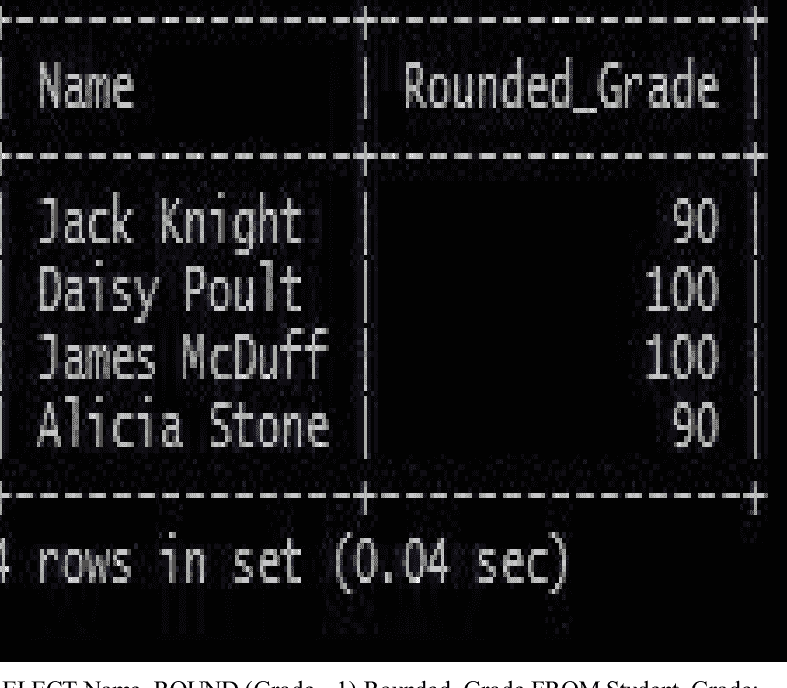 Name Rounded_Grade
Jack Knight 90
Daisy Poult 100
James McDuff 100
Alicia Stone 90
4 rows in set (0.04 sec)
ELECT Name, ROUND (Grade, -1) Rounded_Grade FROM Student_Grade;